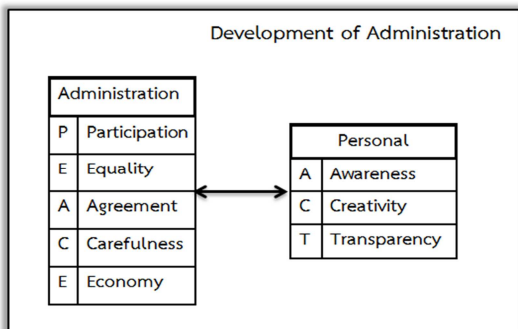 Development of Administration
Administration
P Participation
E Equality
A Agreement
C Carefulness
E Economy
Personal
A Awareness
C Creativity
T Transparency